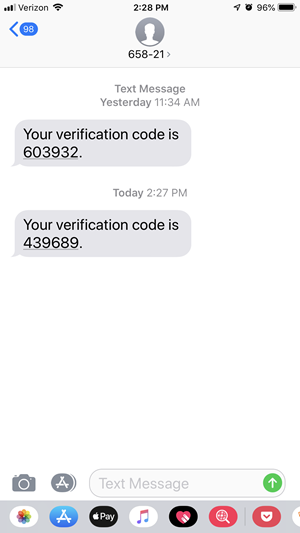 Verizon 2:28 PM 96%
98
658-21
Text Message
Yesterday 11:34 AM
Your verification code is
603932.
Today 2:27 PM
Your verification code is
439689.
Text Message
Pay